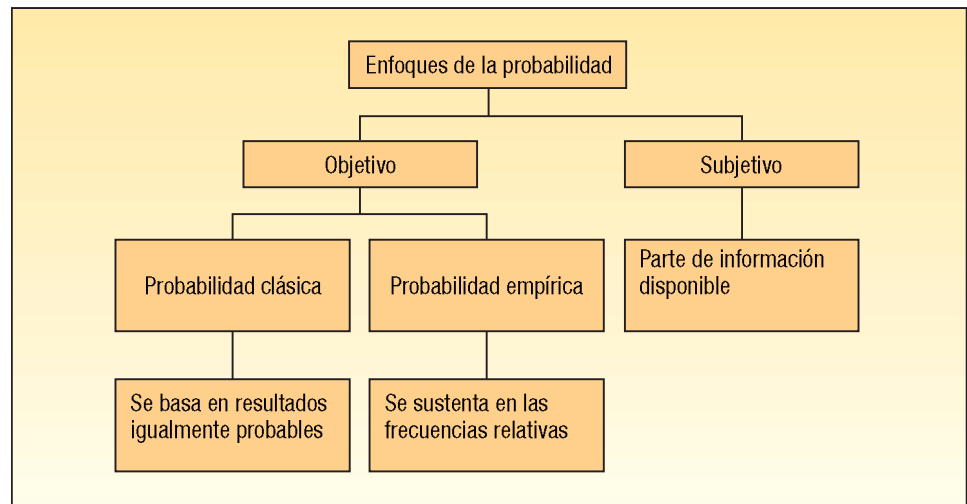 Enfoques de la probabilidad
Objetivo
Subjetivo
Probabilidad clásica
Probabilidad empírica
Parte de información
disponible
Se basa en resultados
igualmente probables
Se sustenta en las
frecuencias relativas